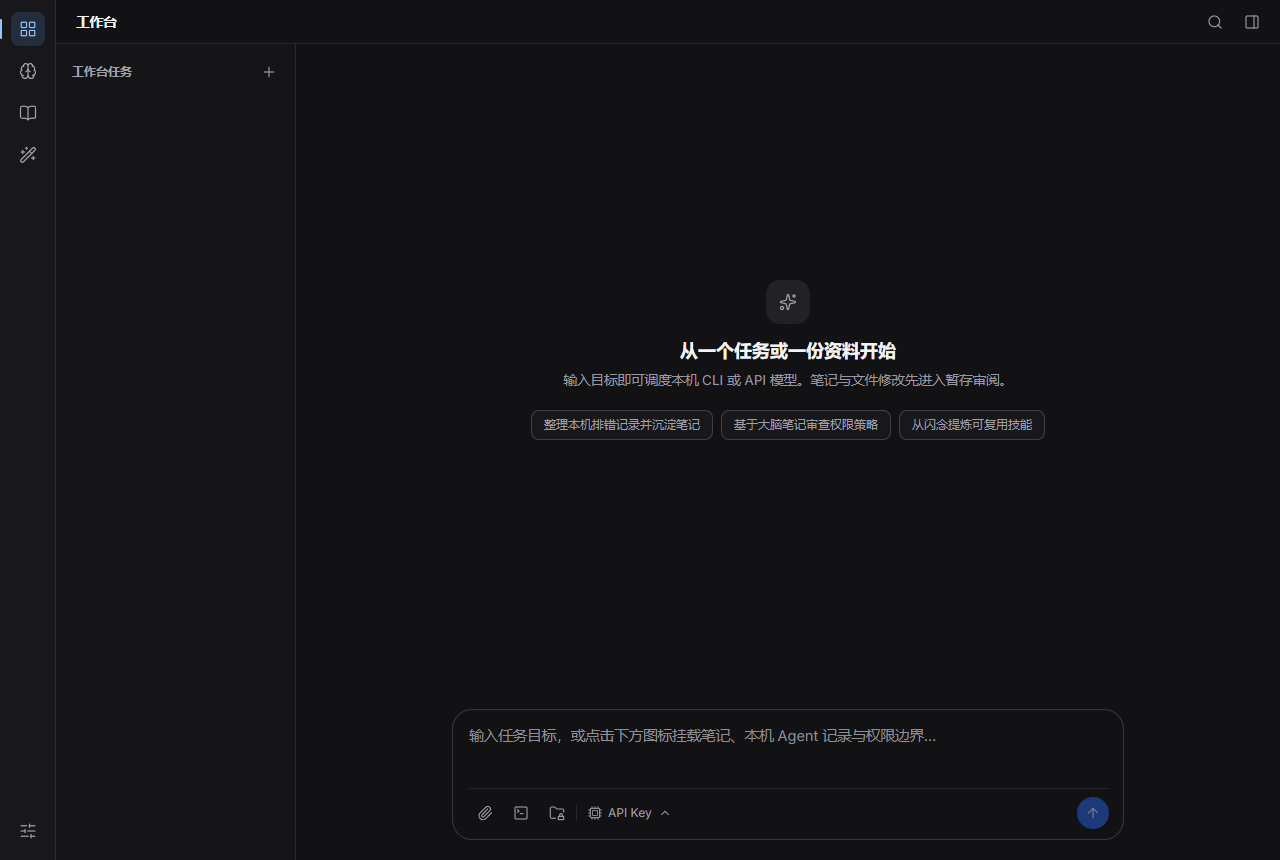 工作台
工作台任务
从一个任务或一份资料开始
输入目标即可调度本机 CLI 或 API 模型。笔记与文件修改先进入暂存审阅。
整理本机排错记录并沉淀笔记
基于大脑笔记审查权限策略
从闪念提炼可复用技能
输入任务目标，或点击下方图标挂载笔记、本机 Agent 记录与权限边界...
API Key